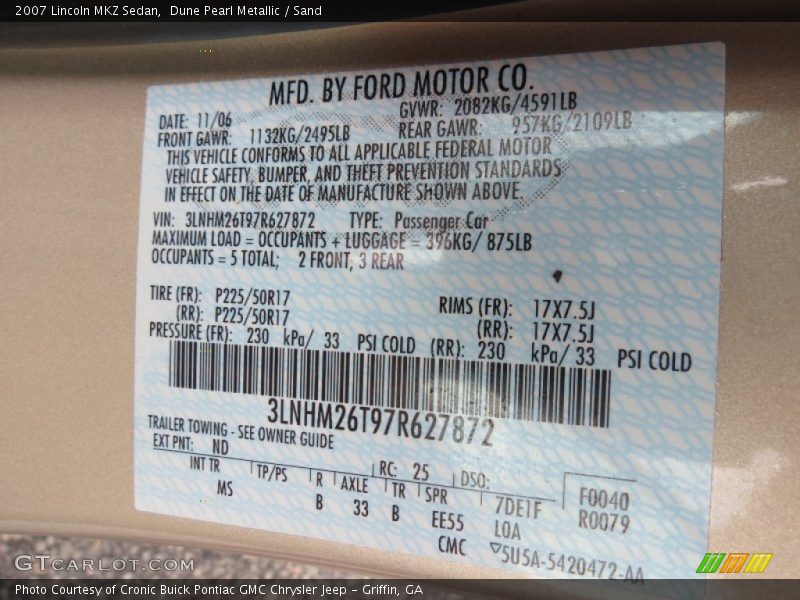 2007 Lincoln MKZ Sedan, Dune Pearl Metallic / Sand
MFD. BY FORD MOTOR CO.
DATE: 11/06 GVWR: 2082KG/4591LB
FRONT GAWR: 1132KG/2495LB REAR GAWR: 957KG/2109LB
THIS VEHICLE CONFORMS TO ALL APPLICABLE FEDERAL MOTOR
VEHICLE SAFETY, BUMPER, AND THEFT PREVENTION STANDARDS
IN EFFECT ON THE DATE OF MANUFACTURE SHOWN ABOVE.
VIN: 3LNHM26T97R627872 TYPE: Passenger Car
MAXIMUM LOAD = OCCUPANTS + LUGGAGE = 396KG/ 875LB
OCCUPANTS = 5 TOTAL; 2 FRONT, 3 REAR
TIRE (FR): P225/50R17 RIMS (FR): 17X7.5J
(RR): P225/50R17 (RR): 17X7.5J
PRESSURE (FR): 230 kPa/ 33 PSI COLD (RR): 230 kPa/ 33 PSI COLD
3LNHM26T97R627872
TRAILER TOWING - SEE OWNER GUIDE
EXT PNT: ND RC: 25 DSO: F0040
INT TR TP/PS R AXLE TR SPR 7DE1F R0079
MS B 33 B EE55 LOA
CMC 5U5A-5420472-AA
GTCARLOT.COM
Photo Courtesy of Cronic Buick Pontiac GMC Chrysler Jeep - Griffin, GA